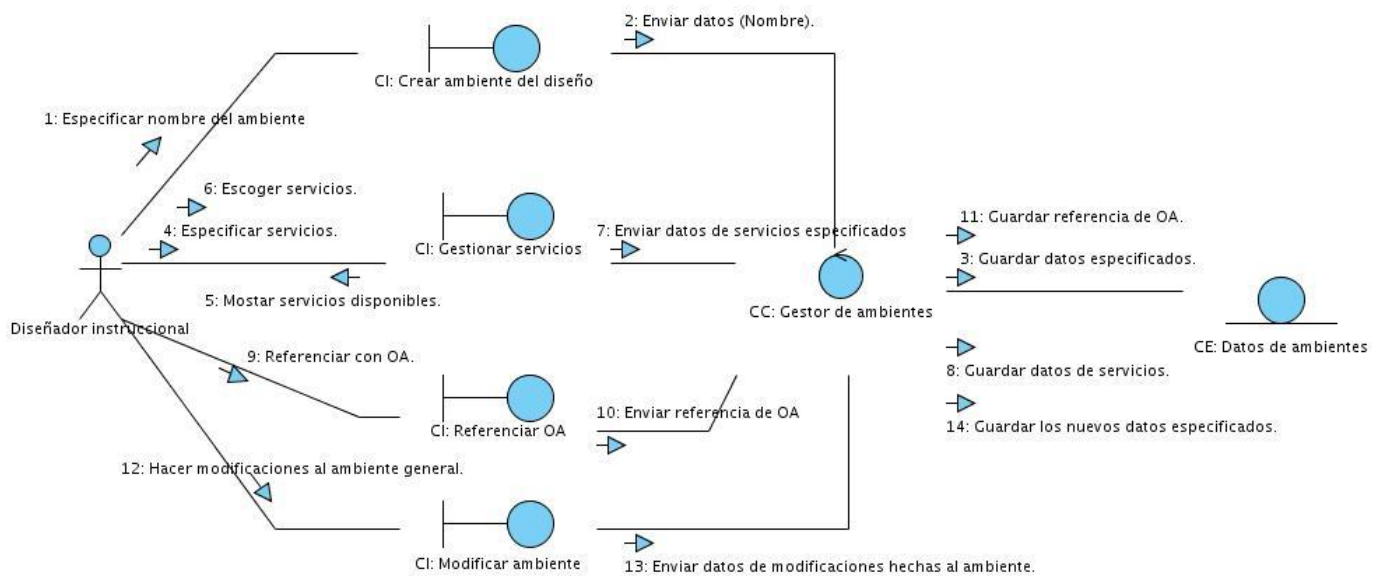 2: Enviar datos (Nombre).
CI: Crear ambiente del diseño
1: Especificar nombre del ambiente
6: Escoger servicios.
4: Especificar servicios.
CI: Gestionar servicios
7: Enviar datos de servicios especificados
11: Guardar referencia de OA.
3: Guardar datos especificados.
5: Mostar servicios disponibles.
CC: Gestor de ambientes
Diseñador instruccional
CE: Datos de ambientes
9: Referenciar con OA.
8: Guardar datos de servicios.
10: Enviar referencia de OA
CI: Referenciar OA
14: Guardar los nuevos datos especificados.
12: Hacer modificaciones al ambiente general.
CI: Modificar ambiente
13: Enviar datos de modificaciones hechas al ambiente.